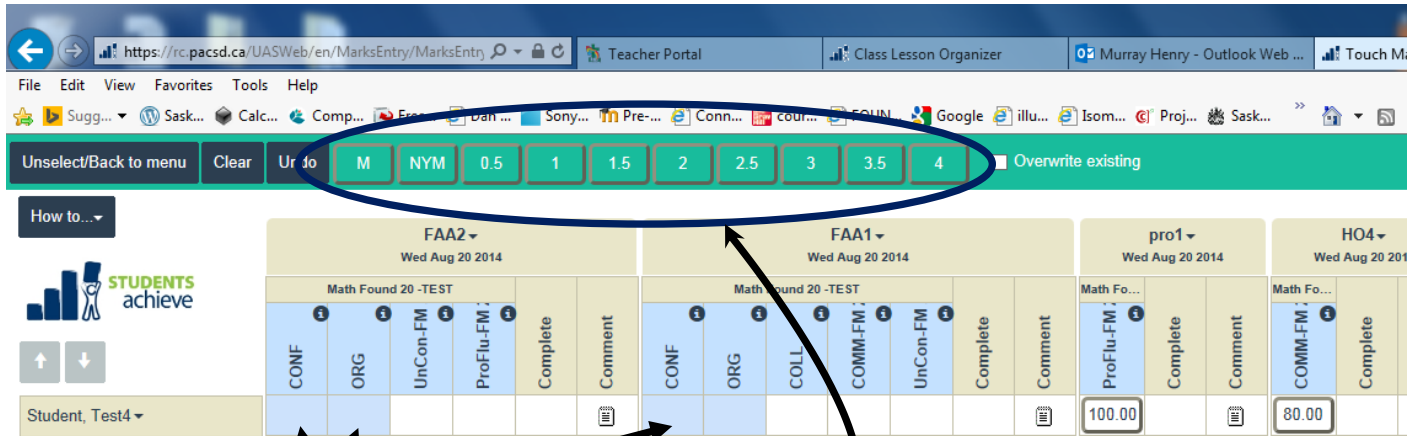 https://rc.pacsd.ca/UASWeb/en/MarksEntry/MarksEntry Teacher Portal Class Lesson Organizer Murray Henry - Outlook Web ... Touch Ma
File Edit View Favorites Tools Help
Sugg... Sask... Calc... Comp... Dan ... Sony... Pre-... Conn... cour... Google illu... Isom... Proj... Sask... »
Unselect/Back to menu Clear Undo M NYM 0.5 1 1.5 2 2.5 3 3.5 4 Overwrite existing
How to...
FAA2 FAA1 pro1 HO4
Wed Aug 20 2014 Wed Aug 20 2014 Wed Aug 20 2014 Wed Aug 20 201
STUDENTS
achieve
Math Found 20 -TEST Math Found 20 -TEST Math Fo... Math Fo...
CONF ORG UnCon-FM ProFlu-FM Complete Comment CONF ORG COLL COMM-FM UnCon-FM Complete Comment ProFlu-FM Complete Comment COMM-FM Complete
Student, Test4 100.00 80.00